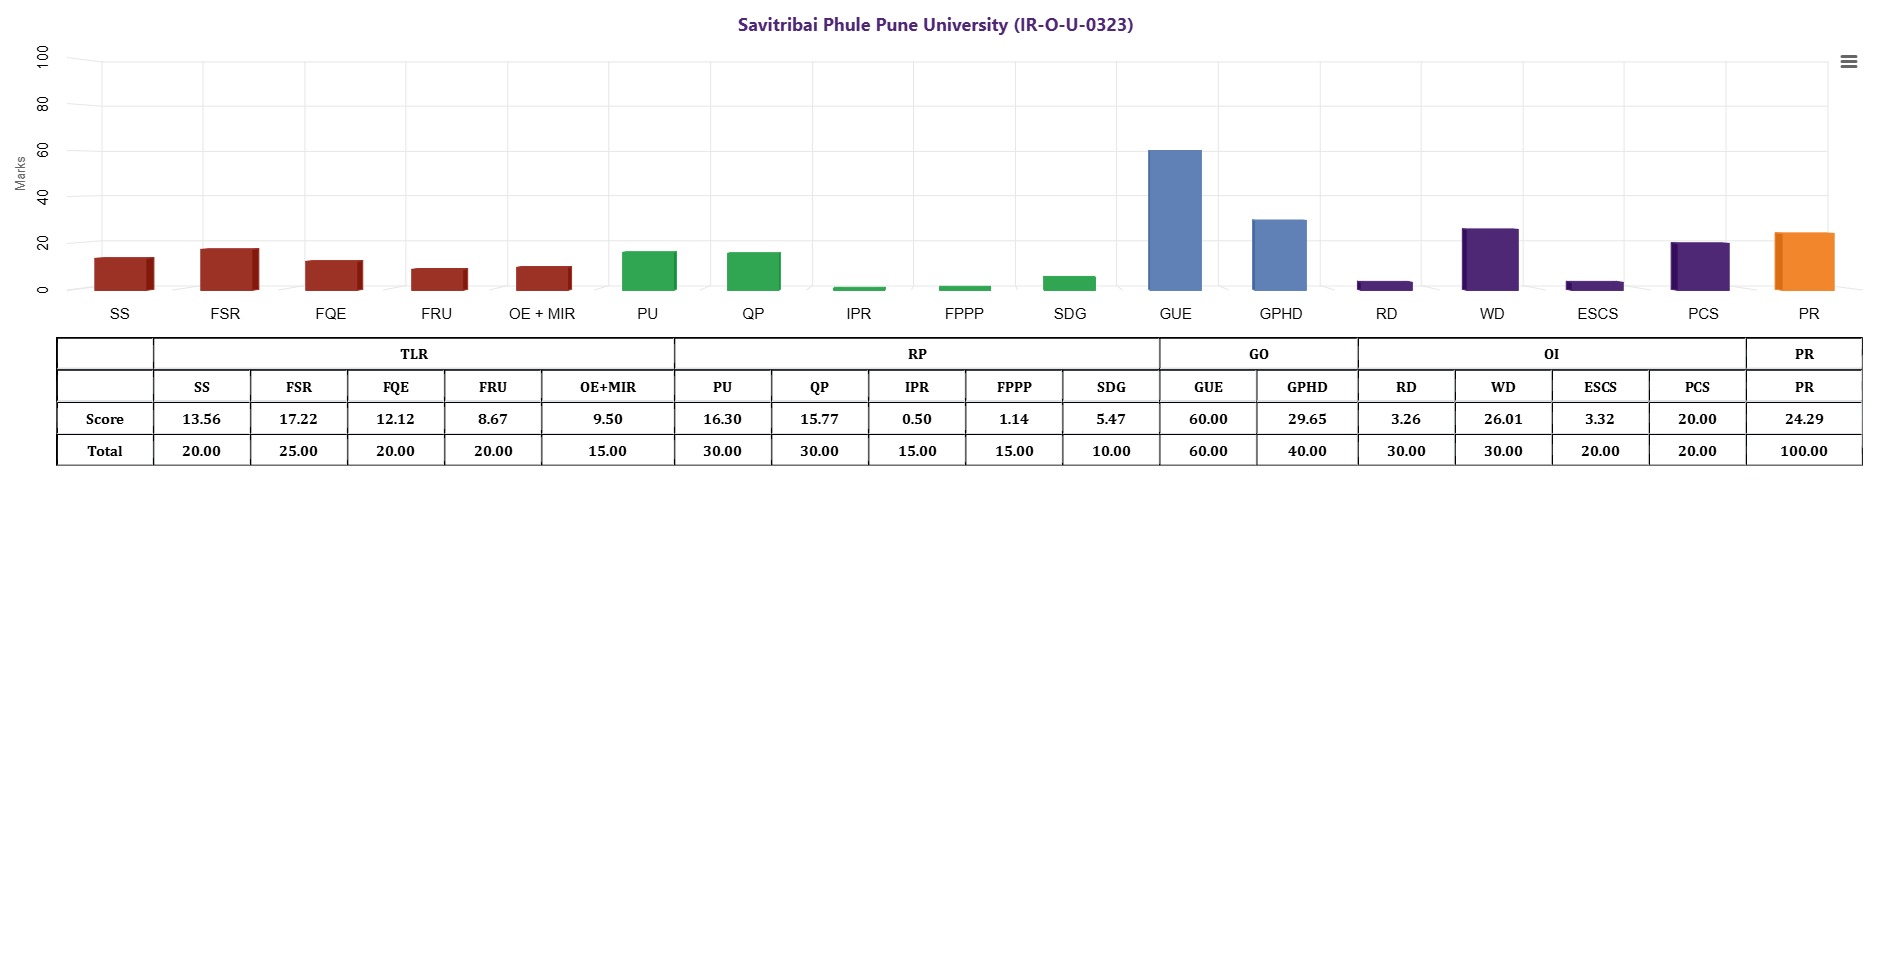 Savitribai Phule Pune University (IR-O-U-0323)
100
80
60
40
20
0
Marks
SS FSR FQE FRU OE + MIR PU QP IPR FPPP SDG GUE GPHD RD WD ESCS PCS PR
TLR RP GO OI PR
SS FSR FQE FRU OE+MIR PU QP IPR FPPP SDG GUE GPHD RD WD ESCS PCS PR
Score 13.56 17.22 12.12 8.67 9.50 16.30 15.77 0.50 1.14 5.47 60.00 29.65 3.26 26.01 3.32 20.00 24.29
Total 20.00 25.00 20.00 20.00 15.00 30.00 30.00 15.00 15.00 10.00 60.00 40.00 30.00 30.00 20.00 20.00 100.00